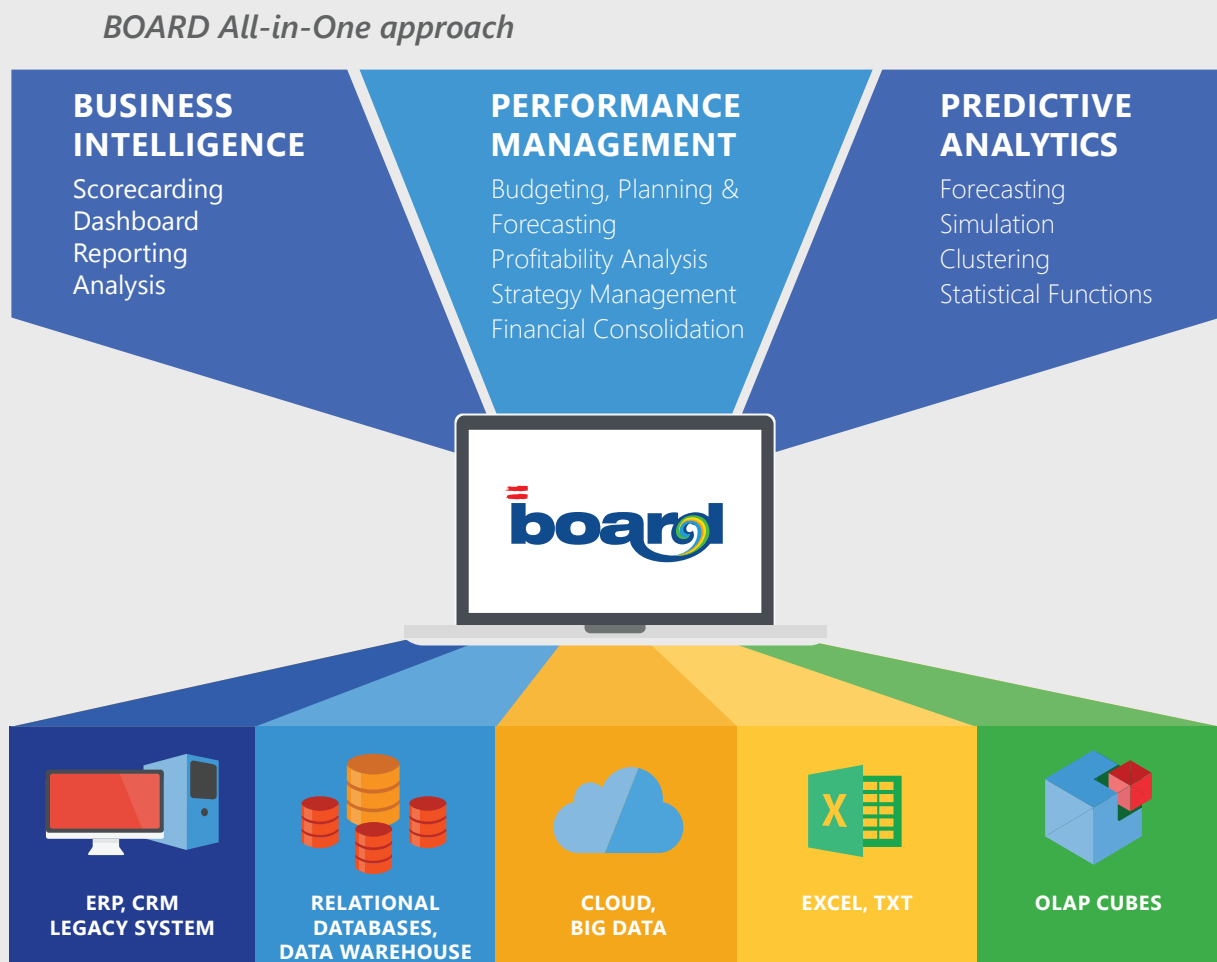 BOARD All-in-One approach
BUSINESS
INTELLIGENCE
Scorecarding
Dashboard
Reporting
Analysis
PERFORMANCE
MANAGEMENT
Budgeting, Planning &
Forecasting
Profitability Analysis
Strategy Management
Financial Consolidation
PREDICTIVE
ANALYTICS
Forecasting
Simulation
Clustering
Statistical Functions
board
ERP, CRM
LEGACY SYSTEM
RELATIONAL
DATABASES,
DATA WAREHOUSE
CLOUD,
BIG DATA
X
EXCEL, TXT
OLAP CUBES